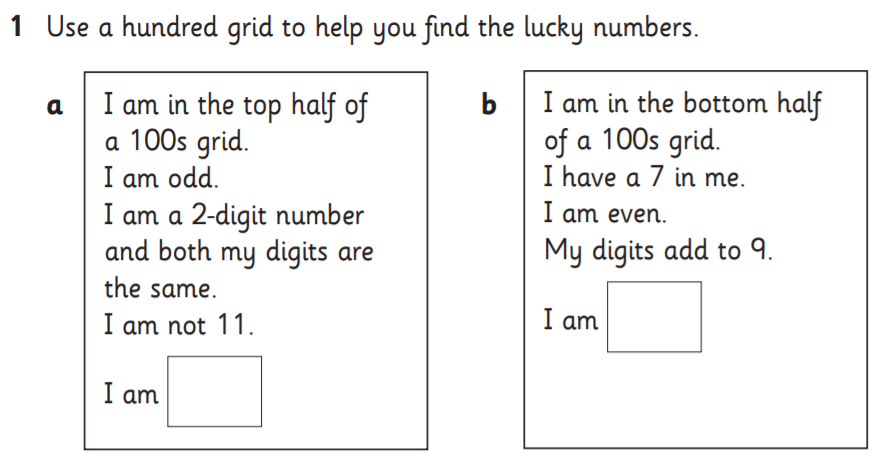 1 Use a hundred grid to help you find the lucky numbers.
a
I am in the top half of
a 100s grid.
I am odd.
I am a 2-digit number
and both my digits are
the same.
I am not 11.
I am
b
I am in the bottom half
of a 100s grid.
I have a 7 in me.
I am even.
My digits add to 9.
I am